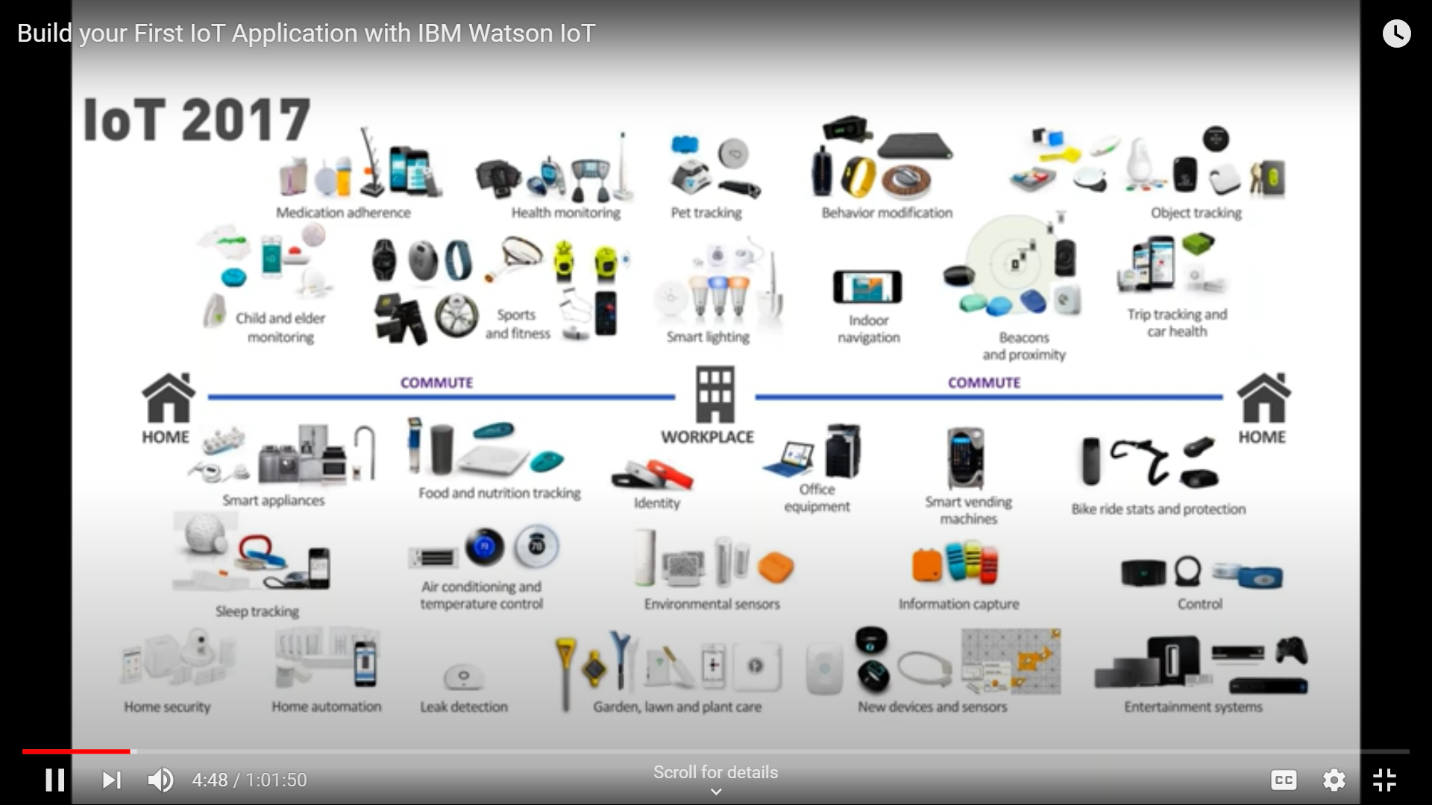 Build your First IoT Application with IBM Watson IoT
IoT 2017
Medication adherence
Health monitoring
Pet tracking
Behavior modification
Object tracking
Child and elder
monitoring
Sports
and fitness
Smart lighting
Indoor
navigation
Beacons
and proximity
Trip tracking and
car health
COMMUTE
COMMUTE
HOME
WORKPLACE
HOME
Smart appliances
Food and nutrition tracking
Identity
Office
equipment
Smart vending
machines
Bike ride stats and protection
Sleep tracking
Air conditioning and
temperature control
Environmental sensors
Information capture
Control
Home security
Home automation
Leak detection
Garden, lawn and plant care
New devices and sensors
Entertainment systems
4:48 / 1:01:50
Scroll for details
CC